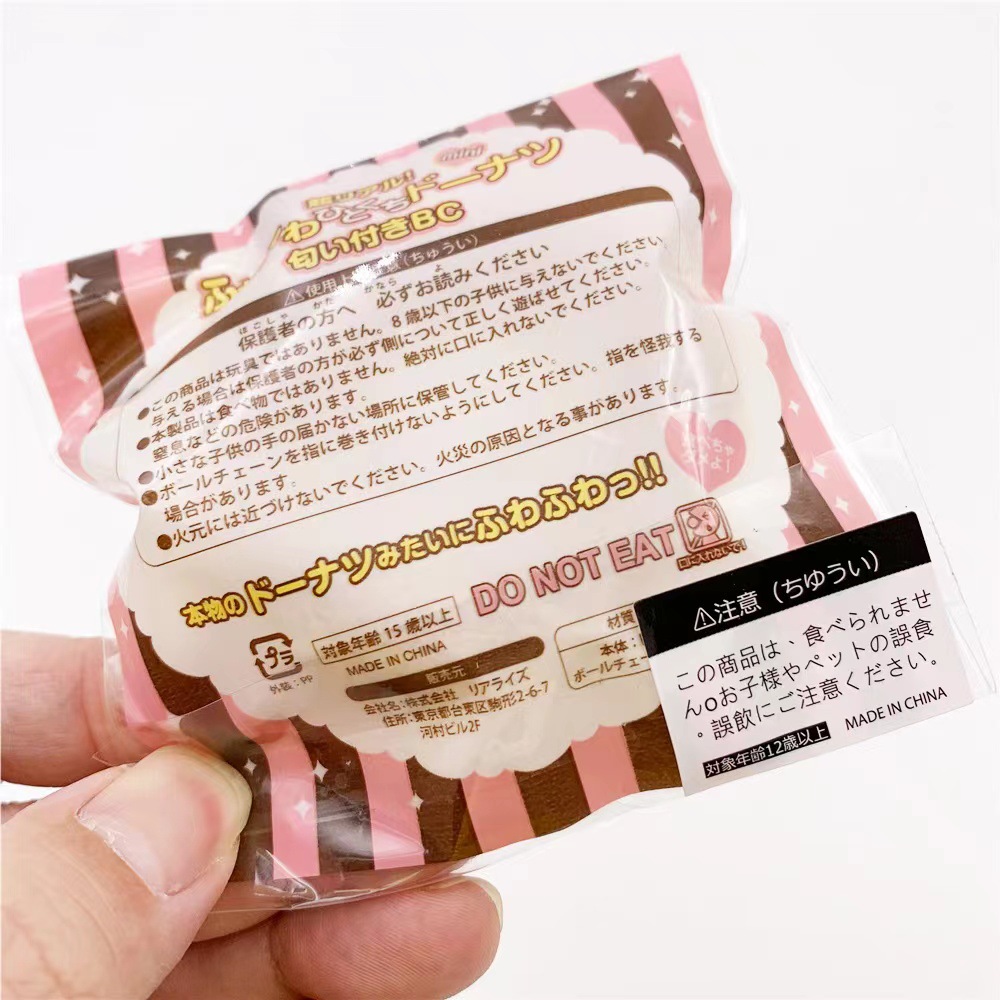 超リアル!
mini
ふわ ひとくちドーナツ
匂い付きBC
⚠使用上 意(ちゅうい)
保護者の方へ 必ずお読みください
ほごしゃ かた かなら よ
●この商品は玩具ではありません。8歳以下の子供に与えないでください。
与える場合は保護者の方が必ず側について正しく遊ばせてください。
●本製品は食べ物ではありません。絶対に口に入れないでください。
窒息などの危険があります。
●小さな子供の手の届かない場所に保管してください。
●ボールチェーンを指に巻き付けないようにしてください。指を怪我する
場合があります。
●火元には近づけないでください。火災の原因となる事があります。
本物のドーナツみたいにふわふわっ!!
DO NOT EAT
口に入れないで!
プラ
外装:PP
対象年齢 15歳以上
MADE IN CHINA
販売元
会社名:株式会社 リアライズ
住所:東京都台東区駒形2-6-7
河村ビル2F
材質
本体:
ボールチェー
⚠注意(ちゆうい)
この商品は、食べられませ
んoお子様やペットの誤食
。誤飲にご注意ください。
対象年齢12歳以上 MADE IN CHINA